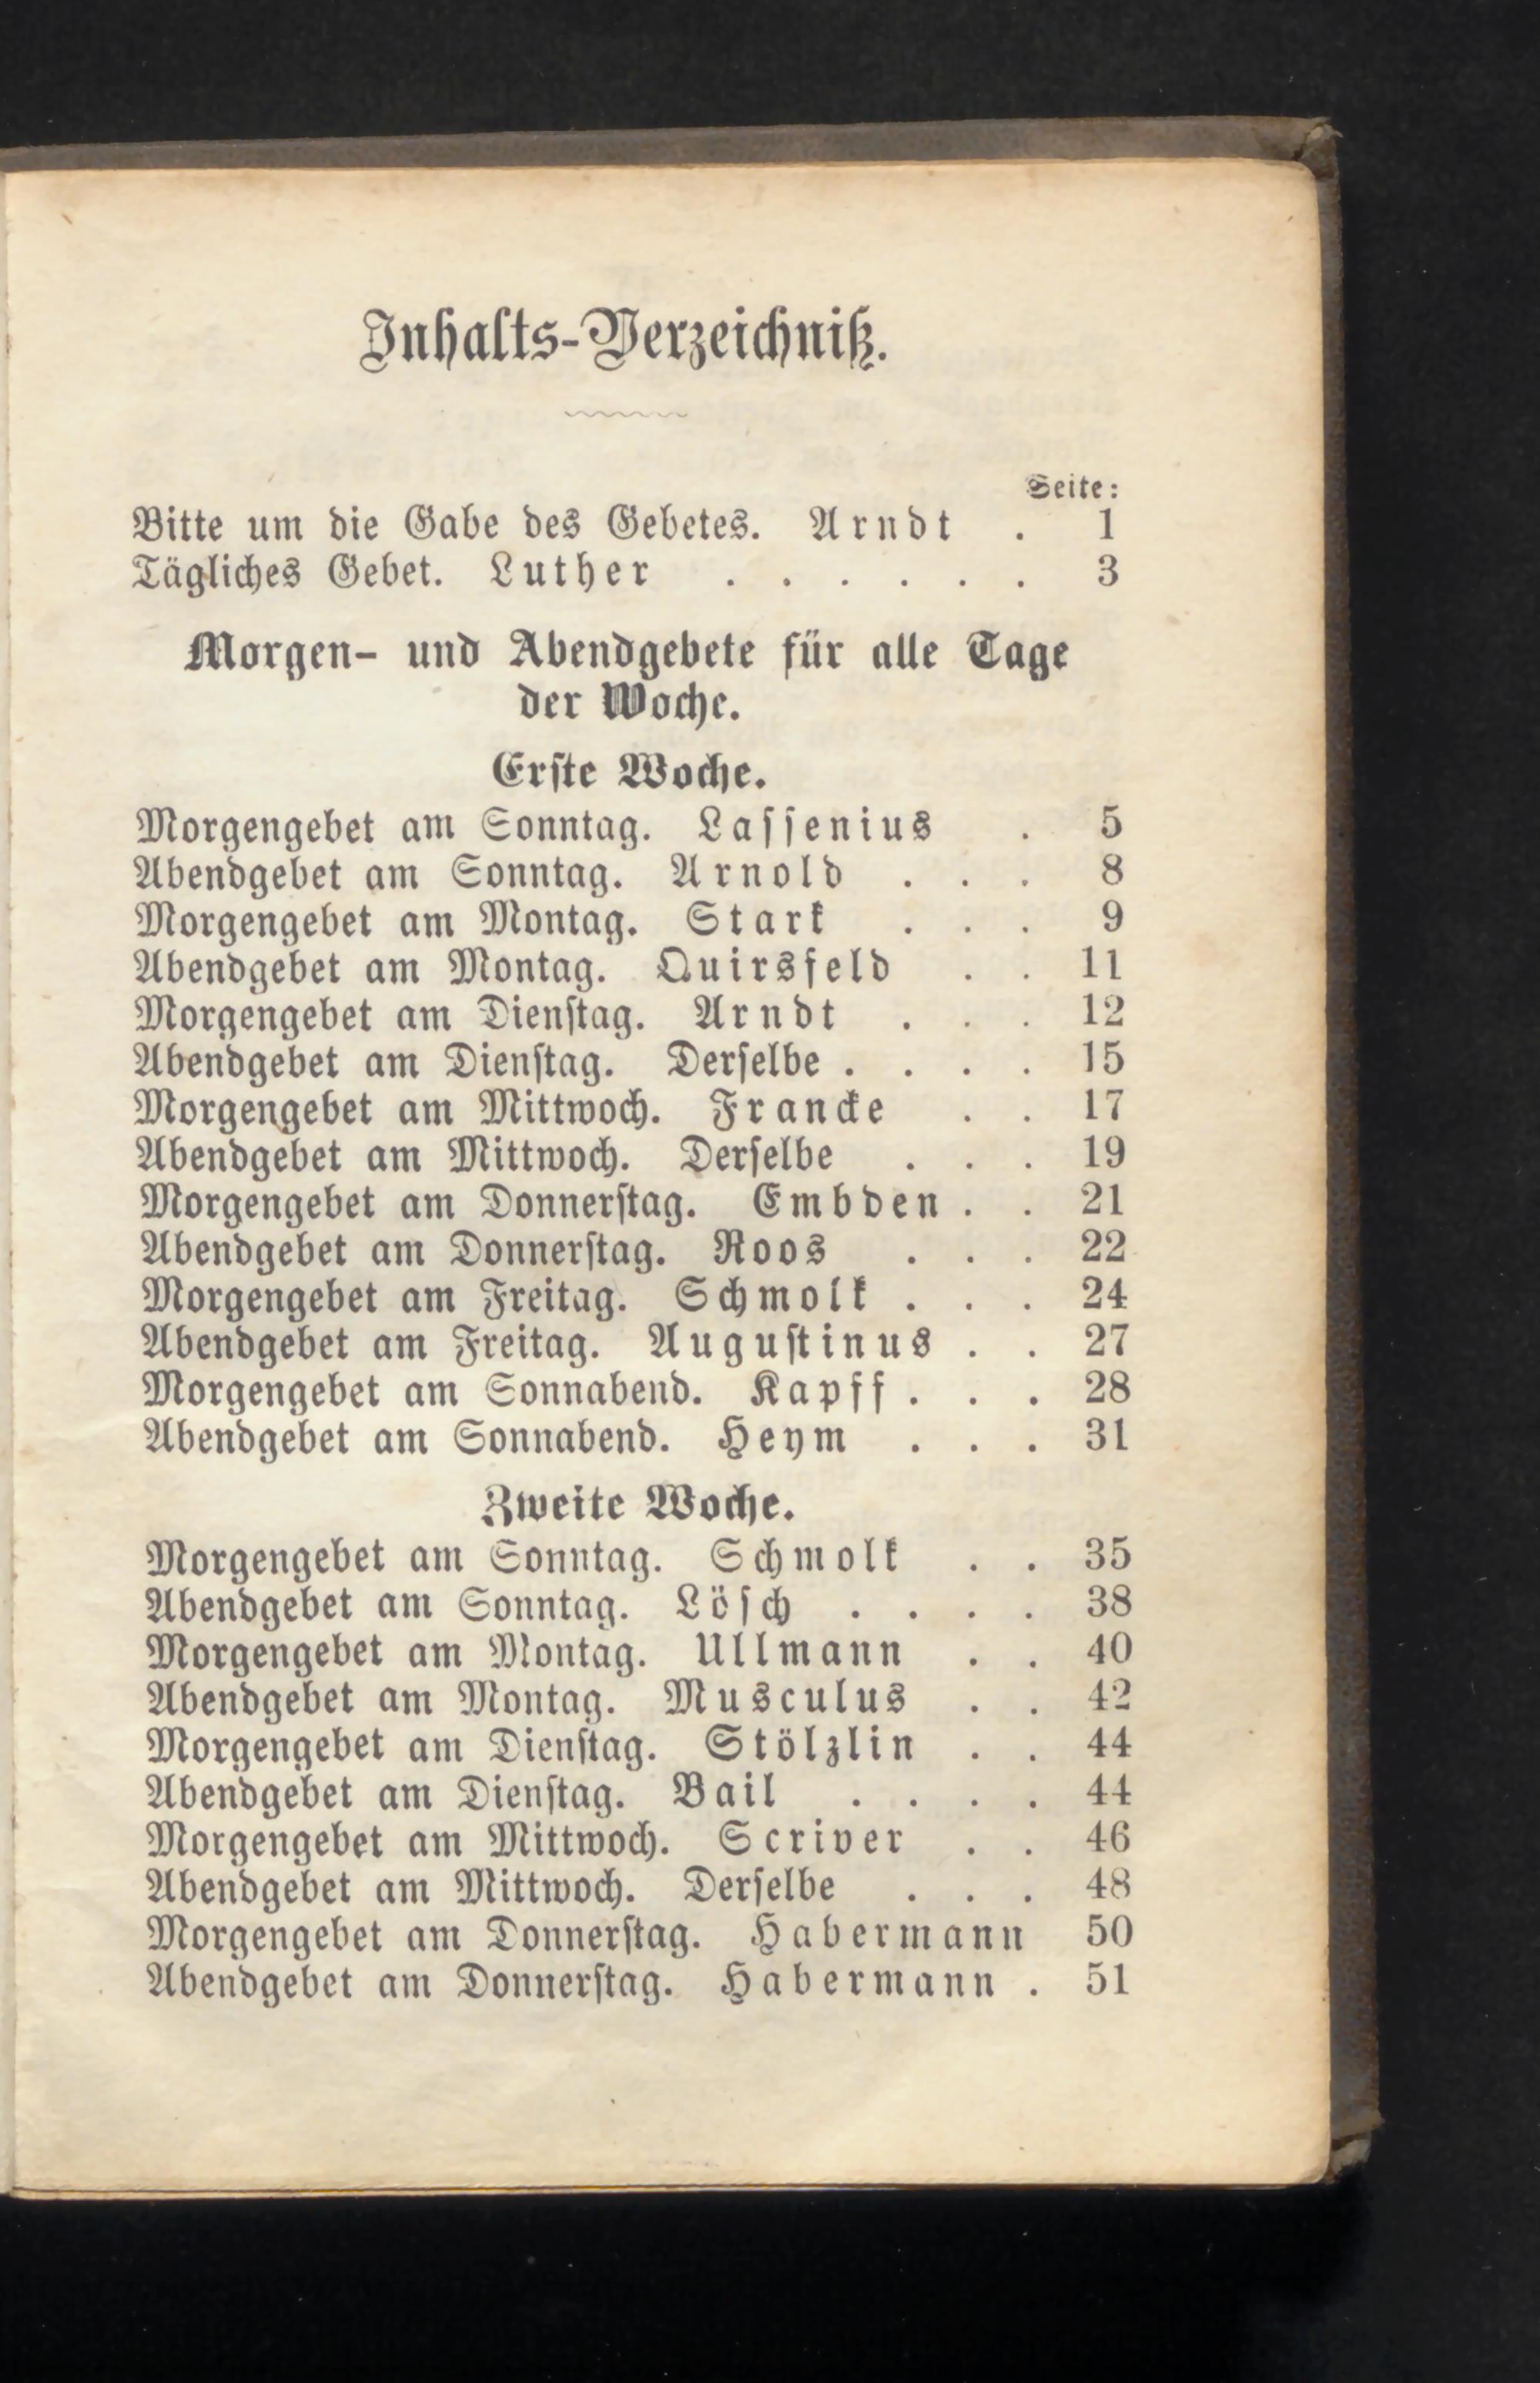 Inhalts-Verzeichniß.
Seite:
Bitte um die Gabe des Gebetes. Arndt . 1
Tägliches Gebet. Luther . . . . . . 3
Morgen- und Abendgebete für alle Tage
der Woche.
Erste Woche.
Morgengebet am Sonntag. Lassenius . 5
Abendgebet am Sonntag. Arnold . . . 8
Morgengebet am Montag. Stark . . . 9
Abendgebet am Montag. Quirsfeld . . 11
Morgengebet am Dienstag. Arndt . . . 12
Abendgebet am Dienstag. Derselbe . . . . 15
Morgengebet am Mittwoch. Francke . . 17
Abendgebet am Mittwoch. Derselbe . . . 19
Morgengebet am Donnerstag. Embden . . 21
Abendgebet am Donnerstag. Roos . . . 22
Morgengebet am Freitag. Schmolk . . . 24
Abendgebet am Freitag. Augustinus . . 27
Morgengebet am Sonnabend. Kapff . . . 28
Abendgebet am Sonnabend. Heym . . . 31
Zweite Woche.
Morgengebet am Sonntag. Schmolk . . 35
Abendgebet am Sonntag. Lösch . . . . 38
Morgengebet am Montag. Ullmann . . 40
Abendgebet am Montag. Musculus . . 42
Morgengebet am Dienstag. Stölzlin . . 44
Abendgebet am Dienstag. Bail . . . . 44
Morgengebet am Mittwoch. Scriver . . 46
Abendgebet am Mittwoch. Derselbe . . . 48
Morgengebet am Donnerstag. Habermann 50
Abendgebet am Donnerstag. Habermann . 51